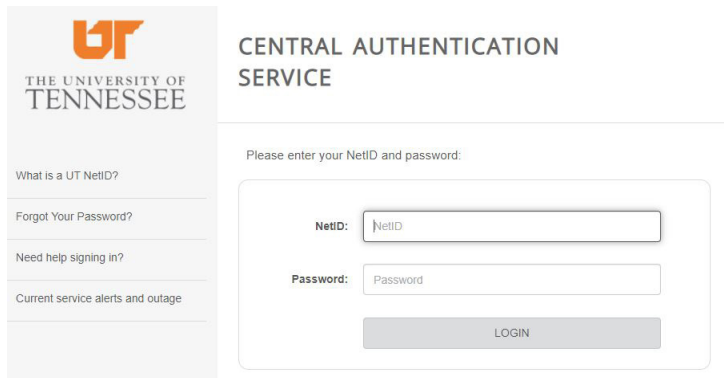 UT
THE UNIVERSITY OF
TENNESSEE
What is a UT NetID?
Forgot Your Password?
Need help signing in?
Current service alerts and outage
CENTRAL AUTHENTICATION
SERVICE
Please enter your NetID and password:
NetID: NetID
Password: Password
LOGIN